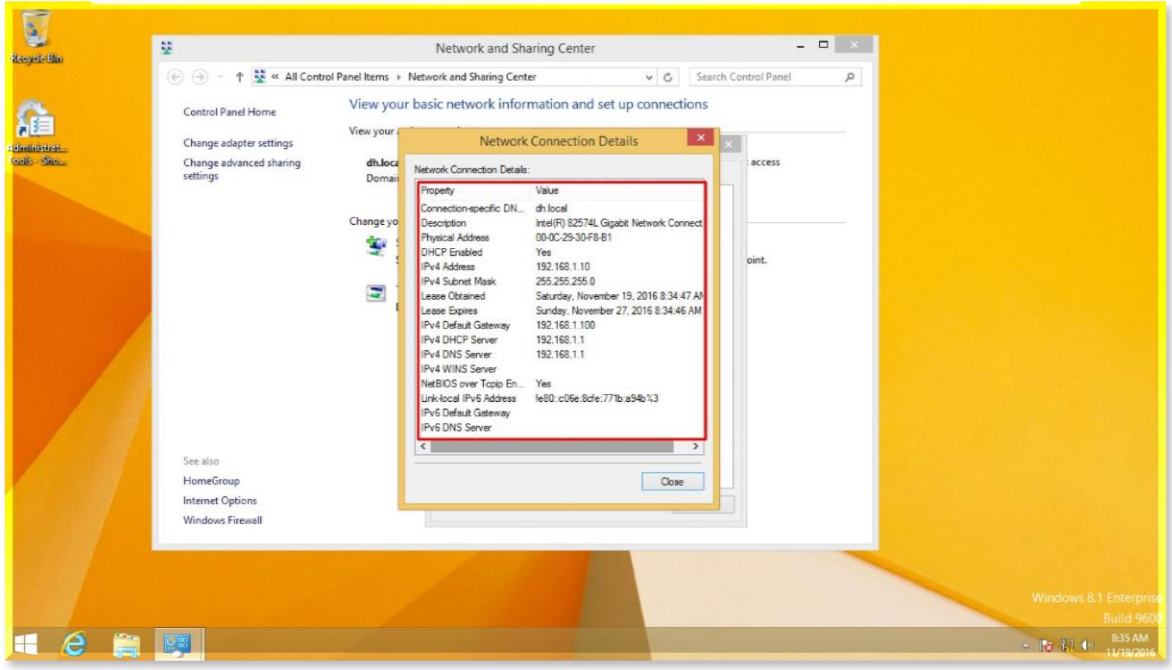 Recycle Bin
Network and Sharing Center
« All Control Panel Items
Network and Sharing Center
Search Control Panel
Control Panel Home
Change adapter settings
Change advanced sharing
settings
View your basic network information and set up connections
View your
dh.loca
Domai
access
Change yo
oint.
Network Connection Details
Network Connection Details:
Property Value
Connection-specific DN... dh.local
Description Intel(R) 82574L Gigabit Network Connect
Physical Address 00-0C-29-30-F8-B1
DHCP Enabled Yes
IPv4 Address 192.168.1.10
IPv4 Subnet Mask 255.255.255.0
Lease Obtained Saturday, November 19, 2016 8:34:47 AM
Lease Expires Sunday, November 27, 2016 8:34:46 AM
IPv4 Default Gateway 192.168.1.100
IPv4 DHCP Server 192.168.1.1
IPv4 DNS Server 192.168.1.1
IPv4 WINS Server
NetBIOS over Tcpip En... Yes
Link-local IPv6 Address fe80::c06e:8cfe:771b:a94b%3
IPv6 Default Gateway
IPv6 DNS Server
Close
See also
HomeGroup
Internet Options
Windows Firewall
Administrat...
Tools - Sho...
Windows 8.1 Enterprise
Build 9600
8:35 AM
11/19/2016